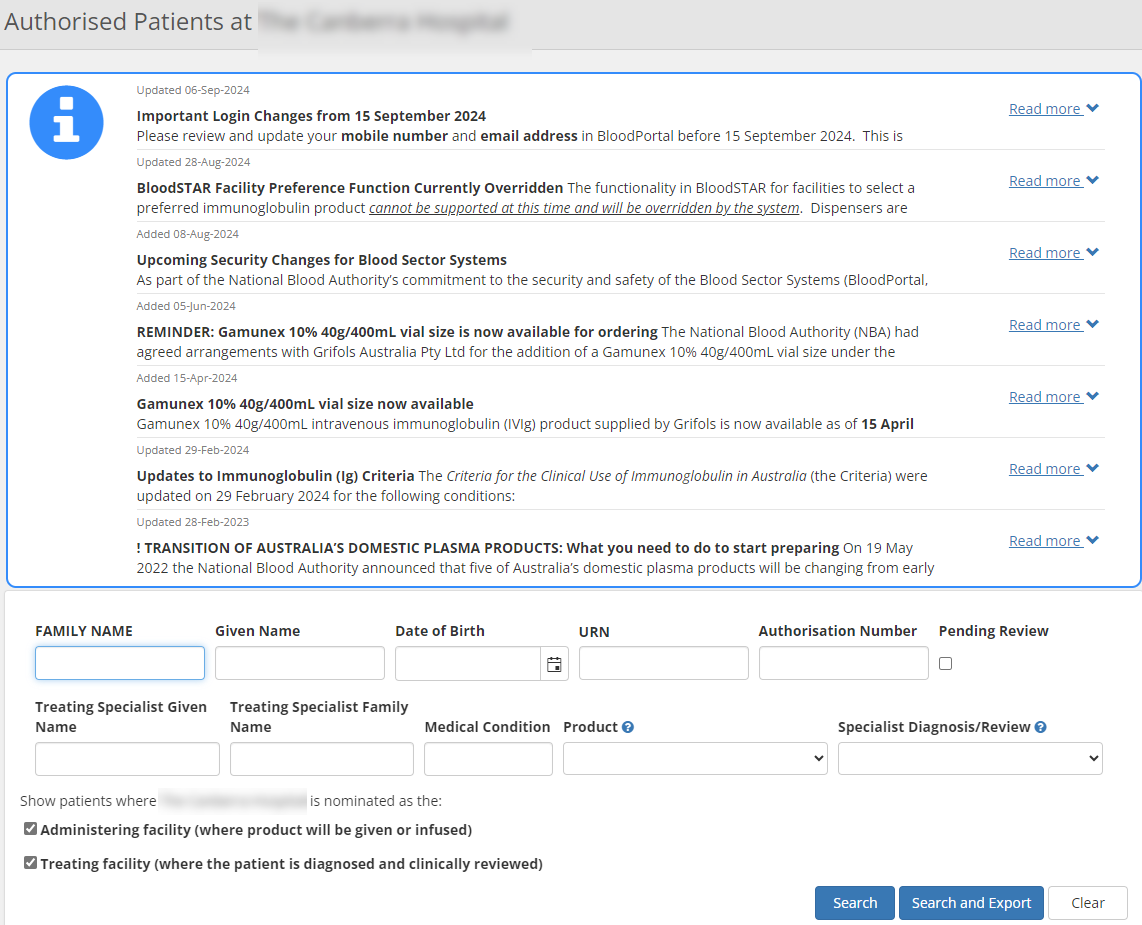 Authorised Patients at
Updated 06-Sep-2024
Important Login Changes from 15 September 2024
Read more
Please review and update your mobile number and email address in BloodPortal before 15 September 2024.  This is
Updated 28-Aug-2024
BloodSTAR Facility Preference Function Currently Overridden The functionality in BloodSTAR for facilities to select a
Read more
preferred immunoglobulin product cannot be supported at this time and will be overridden by the system.  Dispensers are
Added 08-Aug-2024
Upcoming Security Changes for Blood Sector Systems
Read more
As part of the National Blood Authority’s commitment to the security and safety of the Blood Sector Systems (BloodPortal,
Added 05-Jun-2024
REMINDER: Gamunex 10% 40g/400mL vial size is now available for ordering The National Blood Authority (NBA) had
Read more
agreed arrangements with Grifols Australia Pty Ltd for the addition of a Gamunex 10% 40g/400mL vial size under the
Added 15-Apr-2024
Gamunex 10% 40g/400mL vial size now available
Read more
Gamunex 10% 40g/400mL intravenous immunoglobulin (IVIg) product supplied by Grifols is now available as of 15 April
Updated 29-Feb-2024
Updates to Immunoglobulin (Ig) Criteria The Criteria for the Clinical Use of Immunoglobulin in Australia (the Criteria) were
Read more
updated on 29 February 2024 for the following conditions:
Updated 28-Feb-2023
! TRANSITION OF AUSTRALIA’S DOMESTIC PLASMA PRODUCTS: What you need to do to start preparing On 19 May
Read more
2022 the National Blood Authority announced that five of Australia’s domestic plasma products will be changing from early
FAMILY NAME Given Name Date of Birth URN Authorisation Number Pending Review
Treating Specialist Given Name
Treating Specialist Family Name
Medical Condition Product Specialist Diagnosis/Review
Show patients where is nominated as the:
Administering facility (where product will be given or infused)
Treating facility (where the patient is diagnosed and clinically reviewed)
Search Search and Export Clear